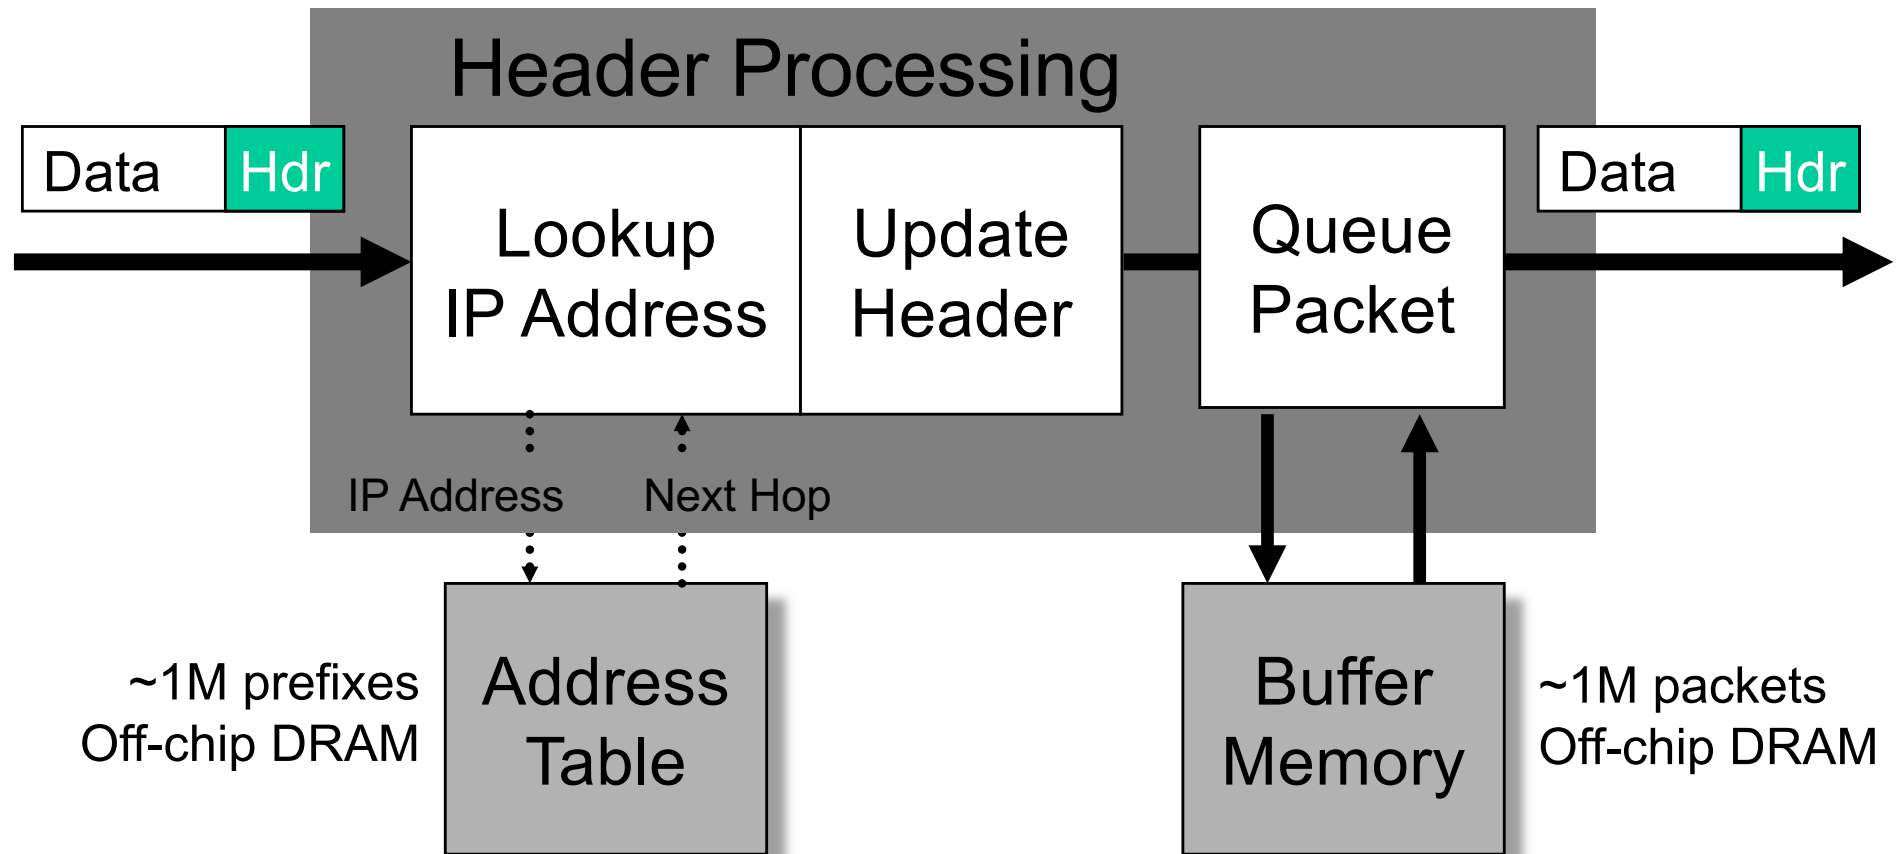 Header Processing
Data Hdr
Lookup
IP Address
Update
Header
Queue
Packet
Data Hdr
IP Address
Next Hop
~1M prefixes
Off-chip DRAM
Address
Table
Buffer
Memory
~1M packets
Off-chip DRAM